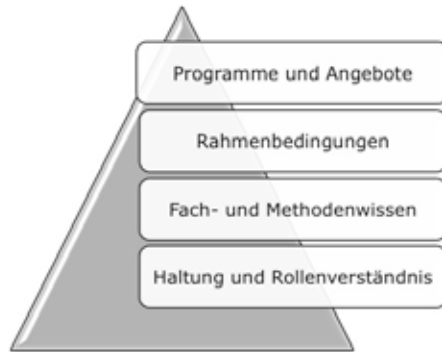 Programme und Angebote
Rahmenbedingungen
Fach- und Methodenwissen
Haltung und Rollenverständnis